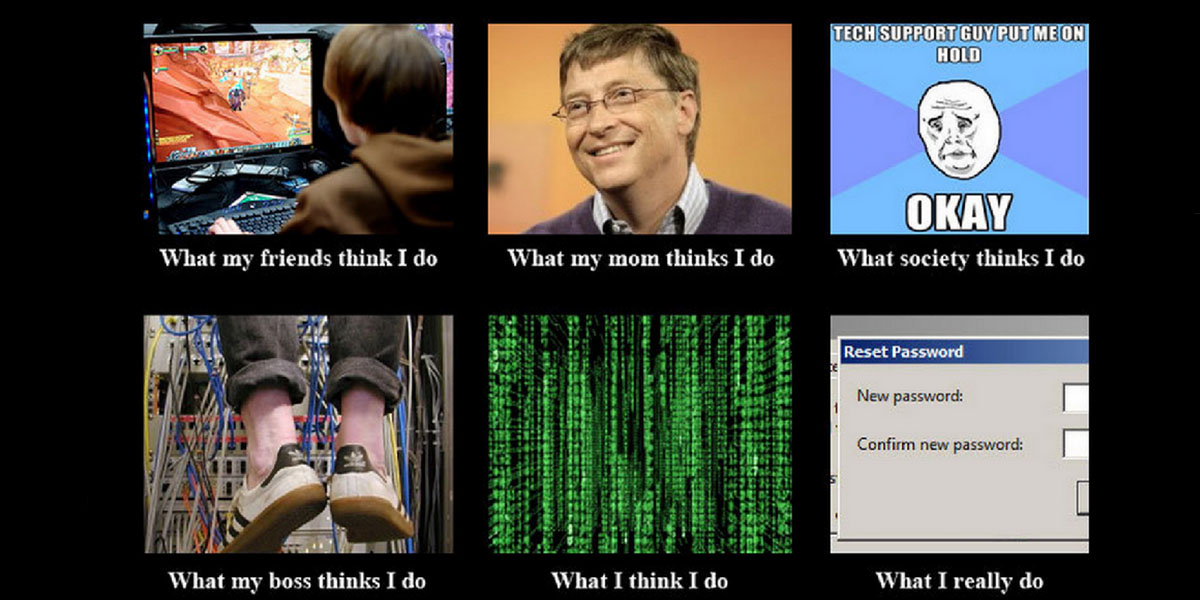 TECH SUPPORT GUY PUT ME ON
HOLD
OKAY
What my friends think I do
What my mom thinks I do
What society thinks I do
Reset Password
New password:
Confirm new password:
What my boss thinks I do
What I think I do
What I really do